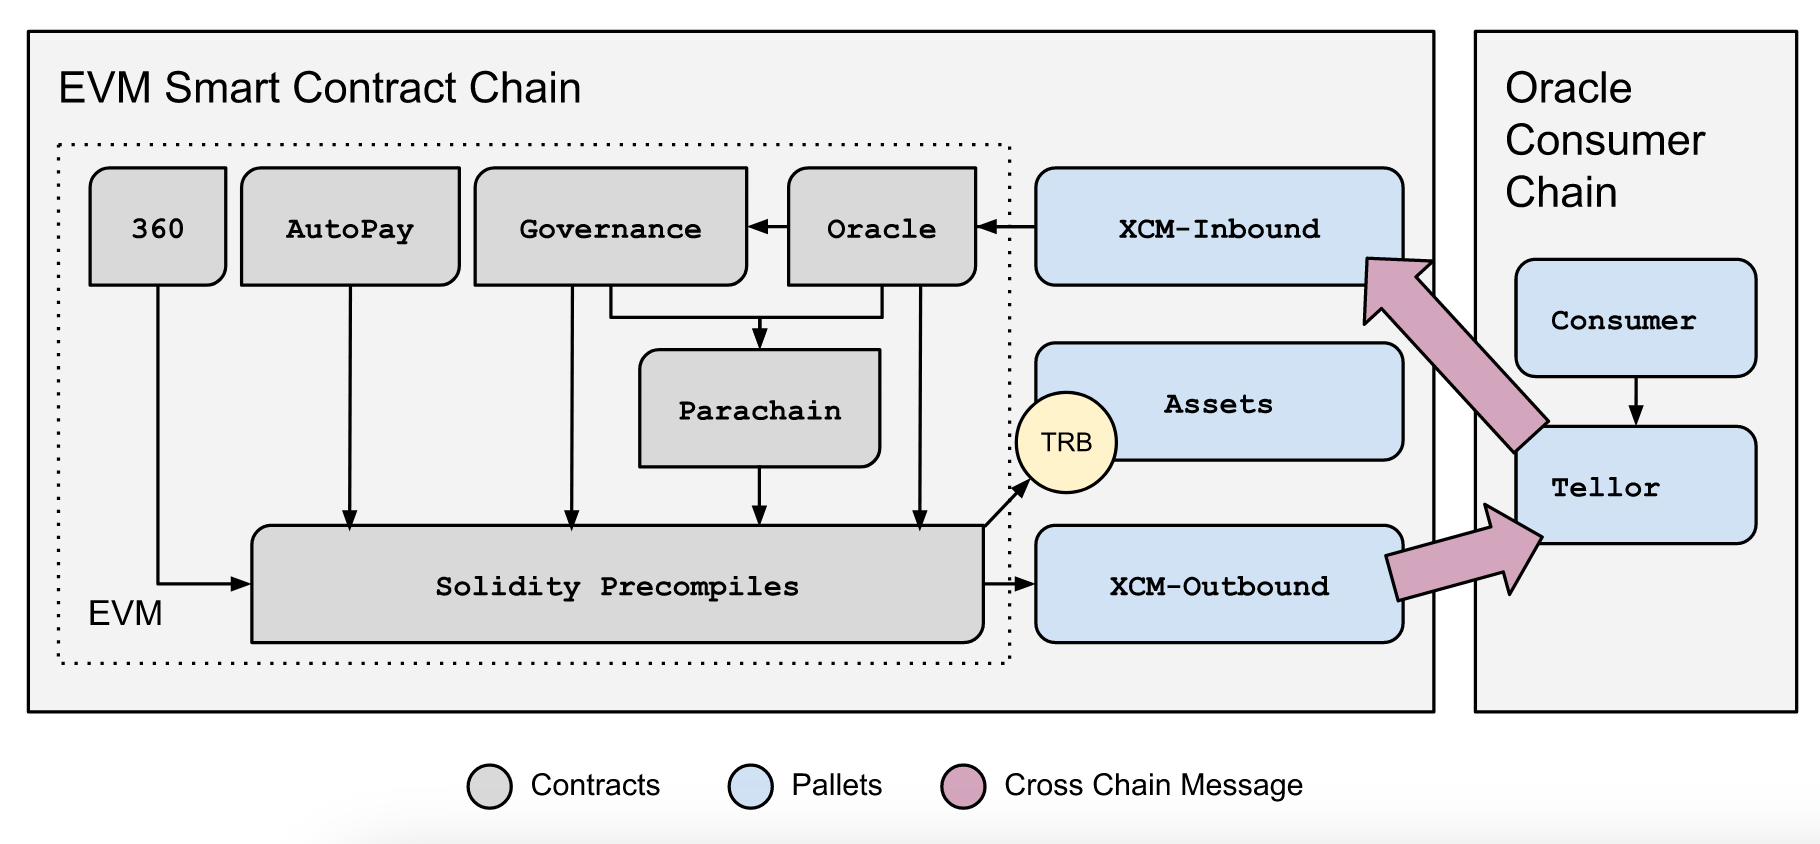 EVM Smart Contract Chain
Oracle
Consumer
Chain
360
AutoPay
Governance
Oracle
XCM-Inbound
Consumer
Parachain
Assets
TRB
Tellor
Solidity Precompiles
XCM-Outbound
EVM
Contracts
Pallets
Cross Chain Message